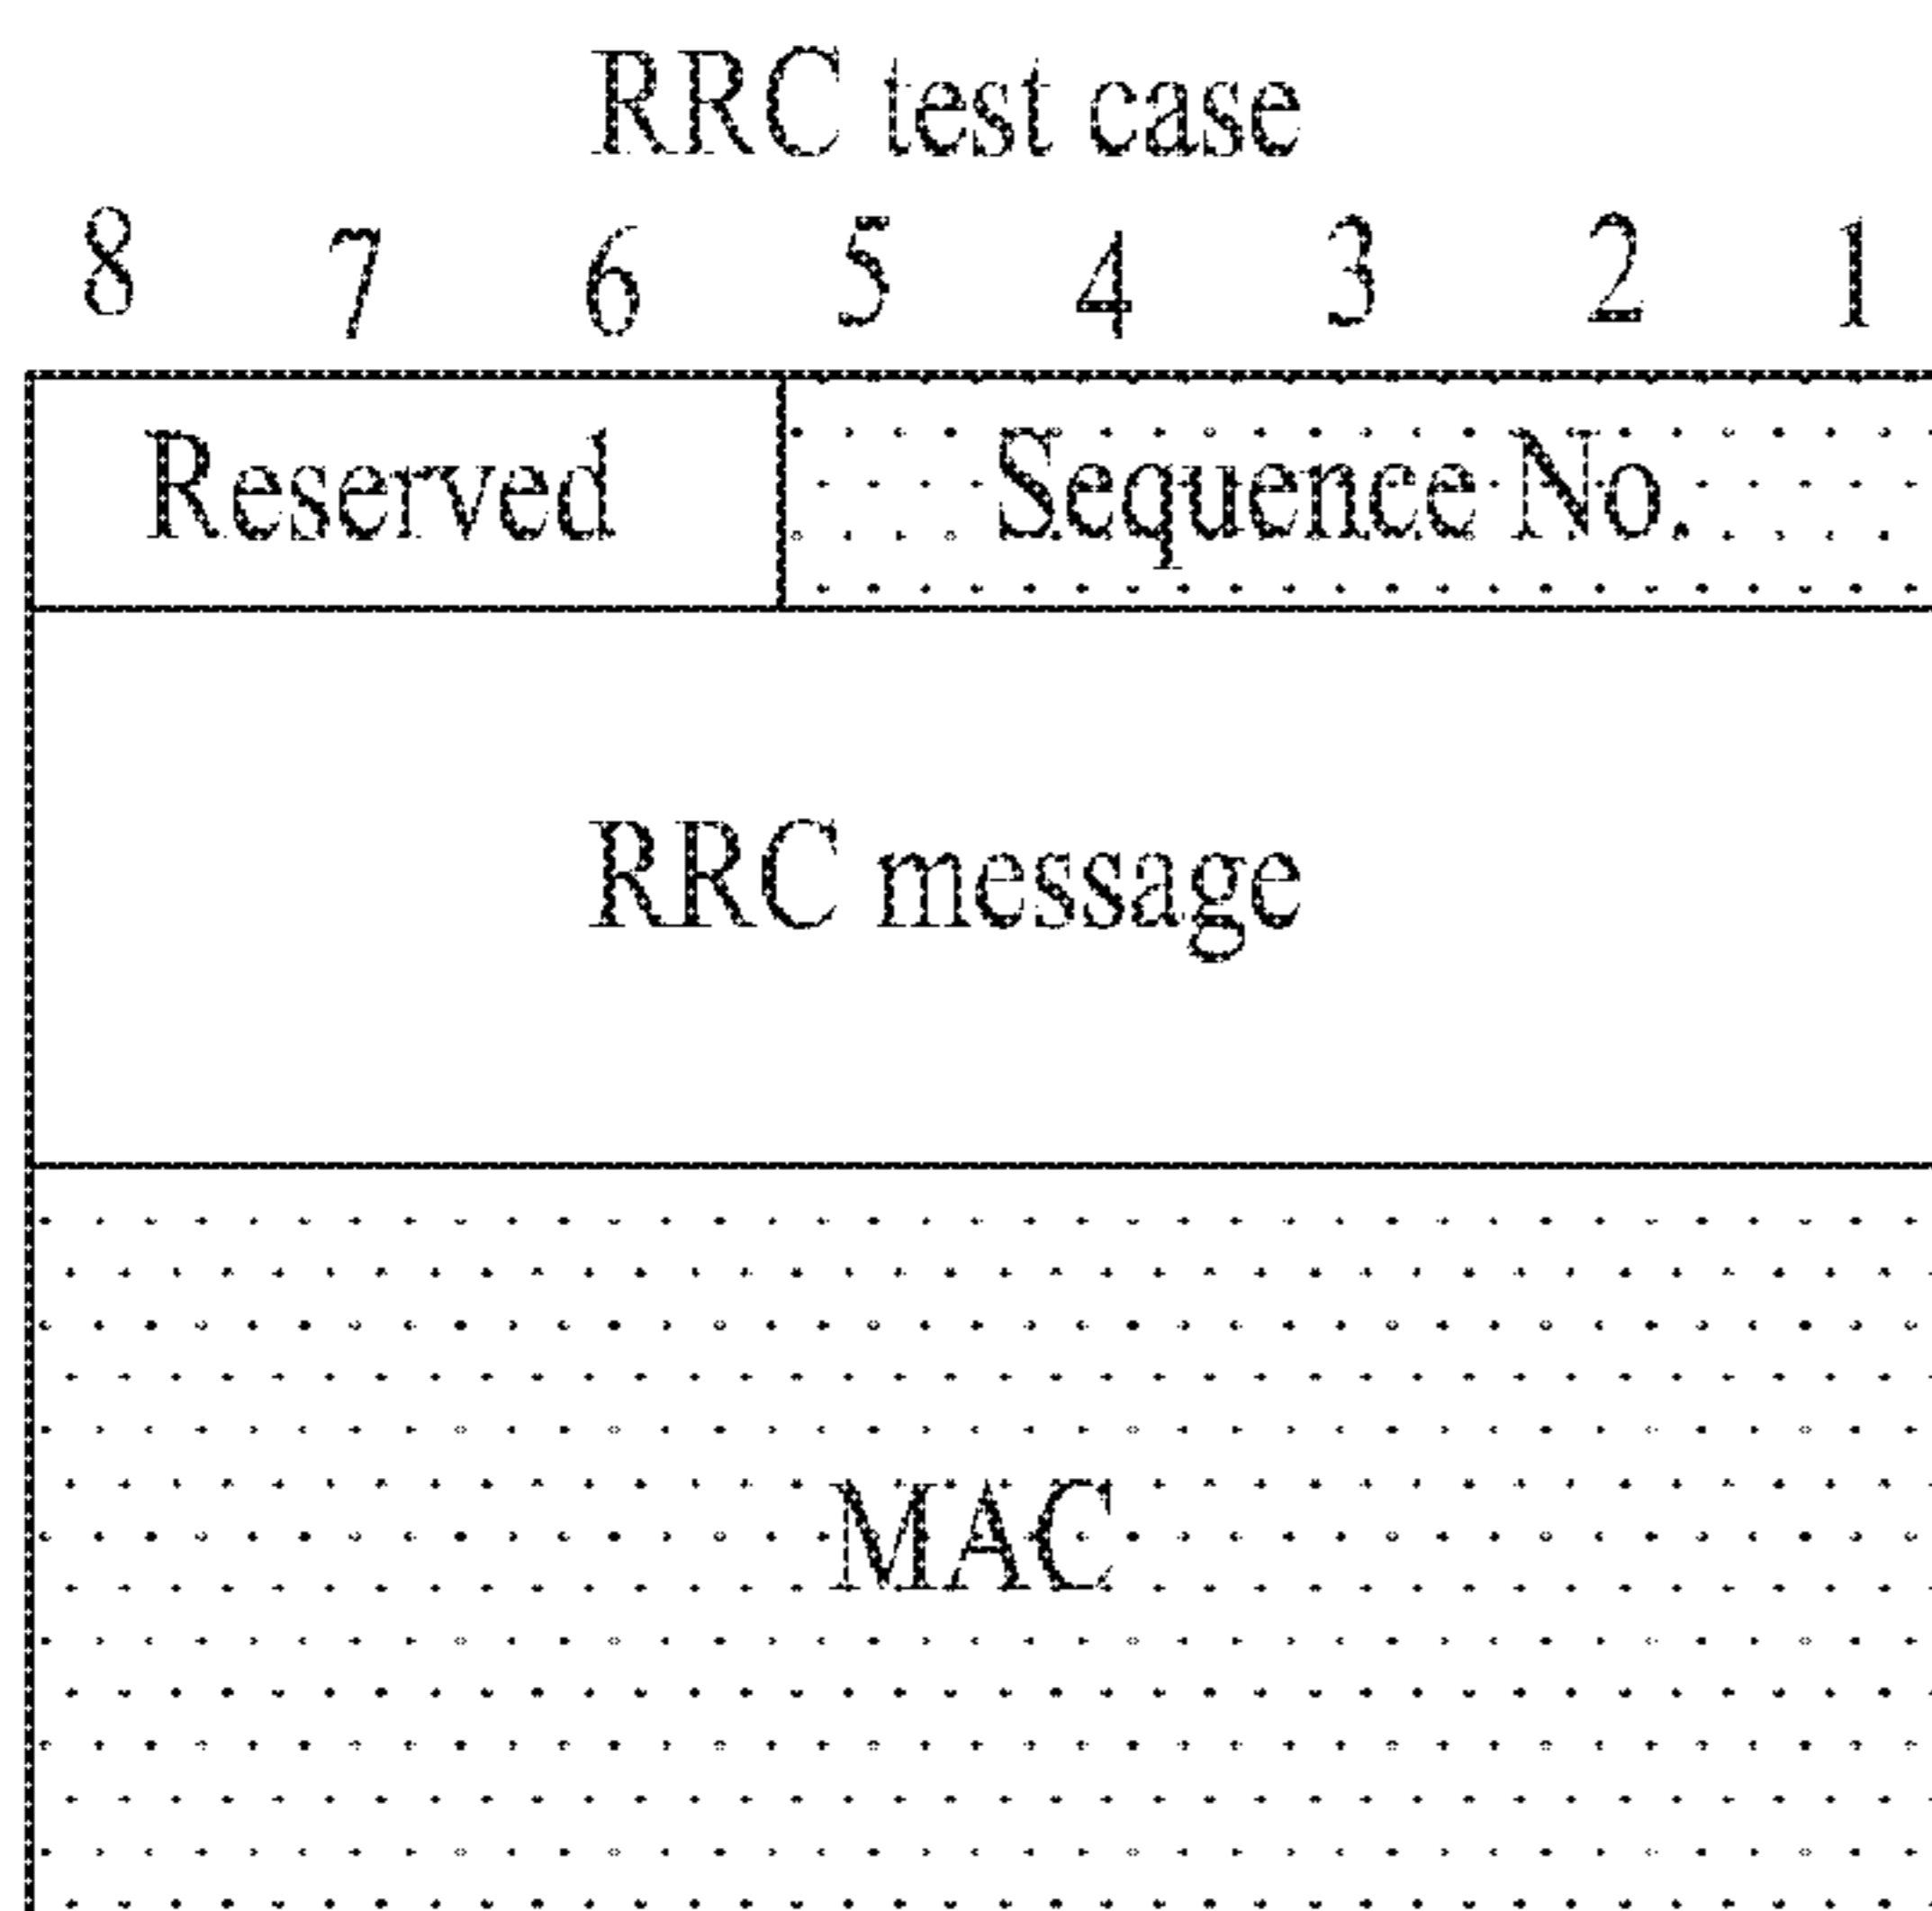 RRC test case
8 7 6 5 4 3 2 1
Reserved Sequence No.
RRC message
MAC